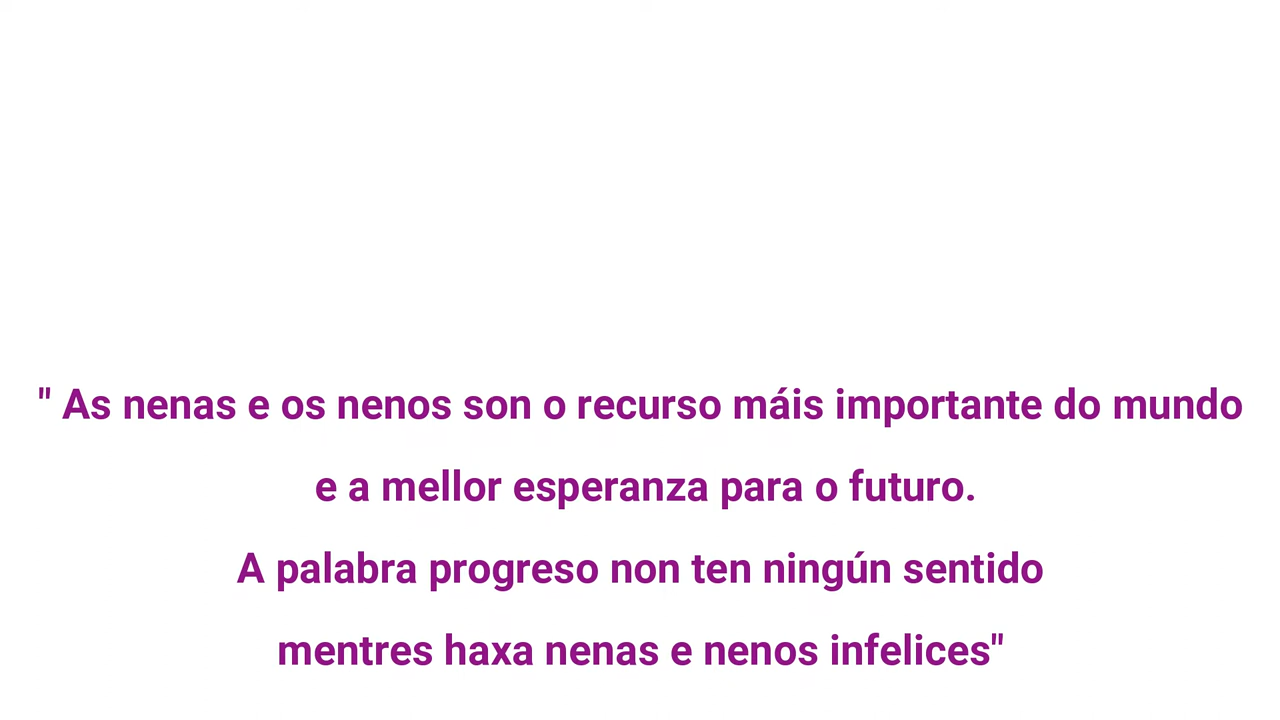 " As nenas e os nenos son o recurso máis importante do mundo
e a mellor esperanza para o futuro.
A palabra progreso non ten ningún sentido
mentres haxa nenas e nenos infelices"